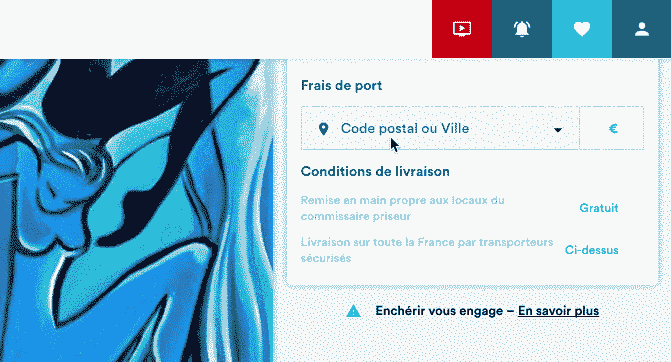 Frais de port
Code postal ou Ville
€
Conditions de livraison
Remise en main propre aux locaux du
commissaire priseur
Gratuit
Livraison sur toute la France par transporteurs
sécurisés
Ci-dessus
Enchérir vous engage – En savoir plus